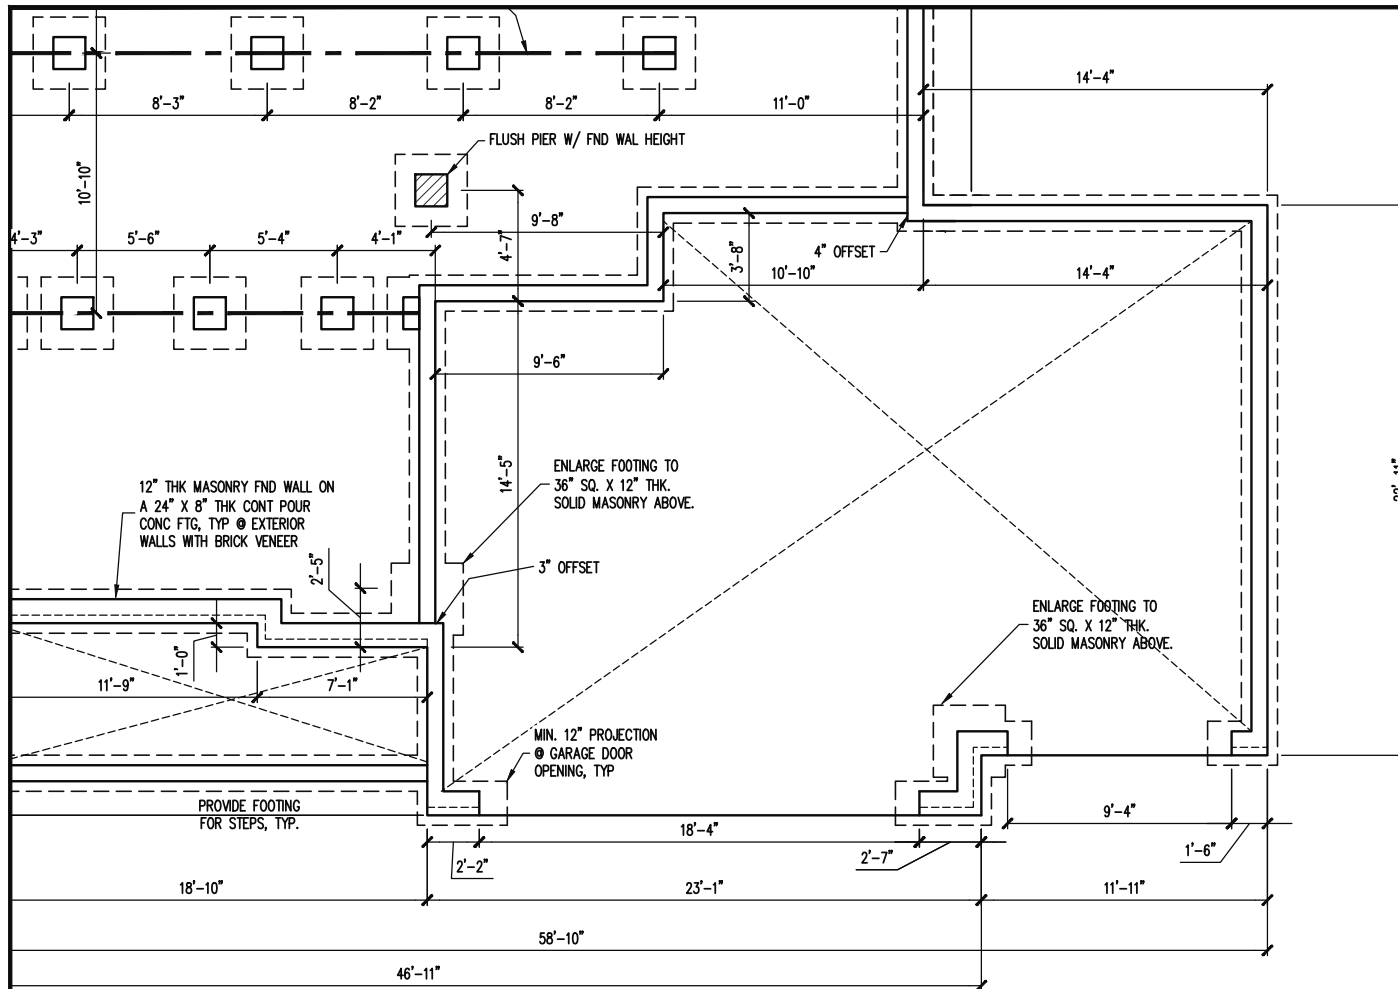 14'-4"
8'-3"
8'-2"
8'-2"
11'-0"
FLUSH PIER W/ FND WAL HEIGHT
10'-10"
9'-8"
4'-3"
5'-6"
5'-4"
4'-1"
4'-7"
3'-8"
4" OFFSET
10'-10"
14'-4"
9'-6"
14'-5"
ENLARGE FOOTING TO
36" SQ. X 12" THK.
SOLID MASONRY ABOVE.
12" THK MASONRY FND WALL ON
A 24" X 8" THK CONT POUR
CONC FTG, TYP @ EXTERIOR
WALLS WITH BRICK VENEER
2'-5"
3" OFFSET
ENLARGE FOOTING TO
36" SQ. X 12" THK.
SOLID MASONRY ABOVE.
1'-0"
11'-9"
7'-1"
MIN. 12" PROJECTION
@ GARAGE DOOR
OPENING, TYP
PROVIDE FOOTING
FOR STEPS, TYP.
18'-4"
9'-4"
2'-2"
2'-7"
1'-6"
18'-10"
23'-1"
11'-11"
58'-10"
46'-11"